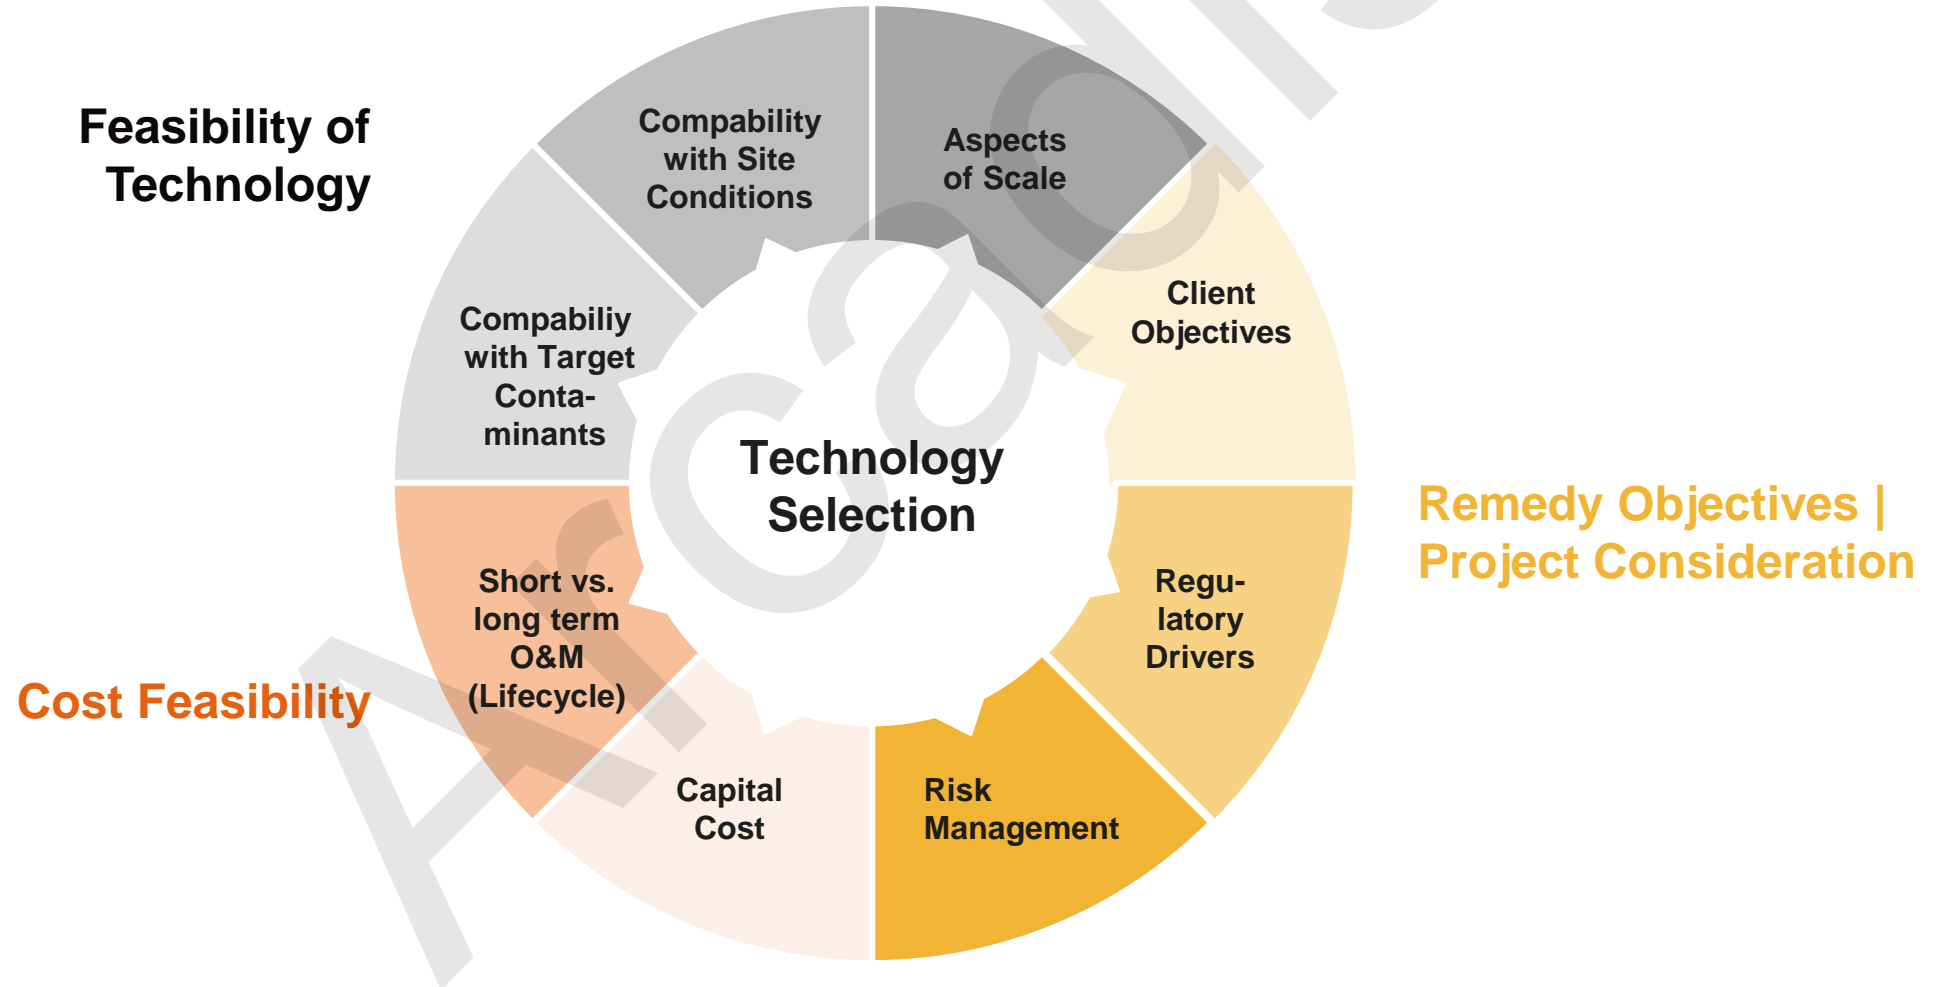 Feasibility of
Technology
Compability
with Site
Conditions
Aspects
of Scale
Client
Objectives
Compabiliy
with Target
Conta-
minants
Technology
Selection
Remedy Objectives |
Project Consideration
Regu-
latory
Drivers
Short vs.
long term
O&M
(Lifecycle)
Cost Feasibility
Capital
Cost
Risk
Management
Arcadis